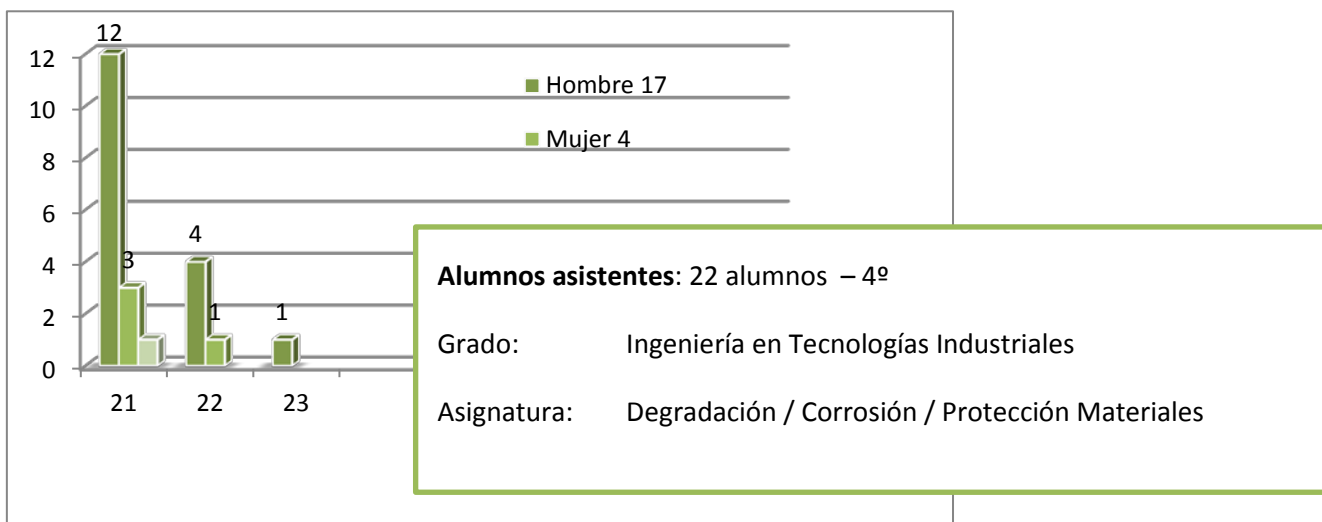 12
12
10
8
6
4
2
0
3
4
1
1
21 22 23
Hombre 17
Mujer 4
Alumnos asistentes: 22 alumnos – 4º
Grado: Ingeniería en Tecnologías Industriales
Asignatura: Degradación / Corrosión / Protección Materiales